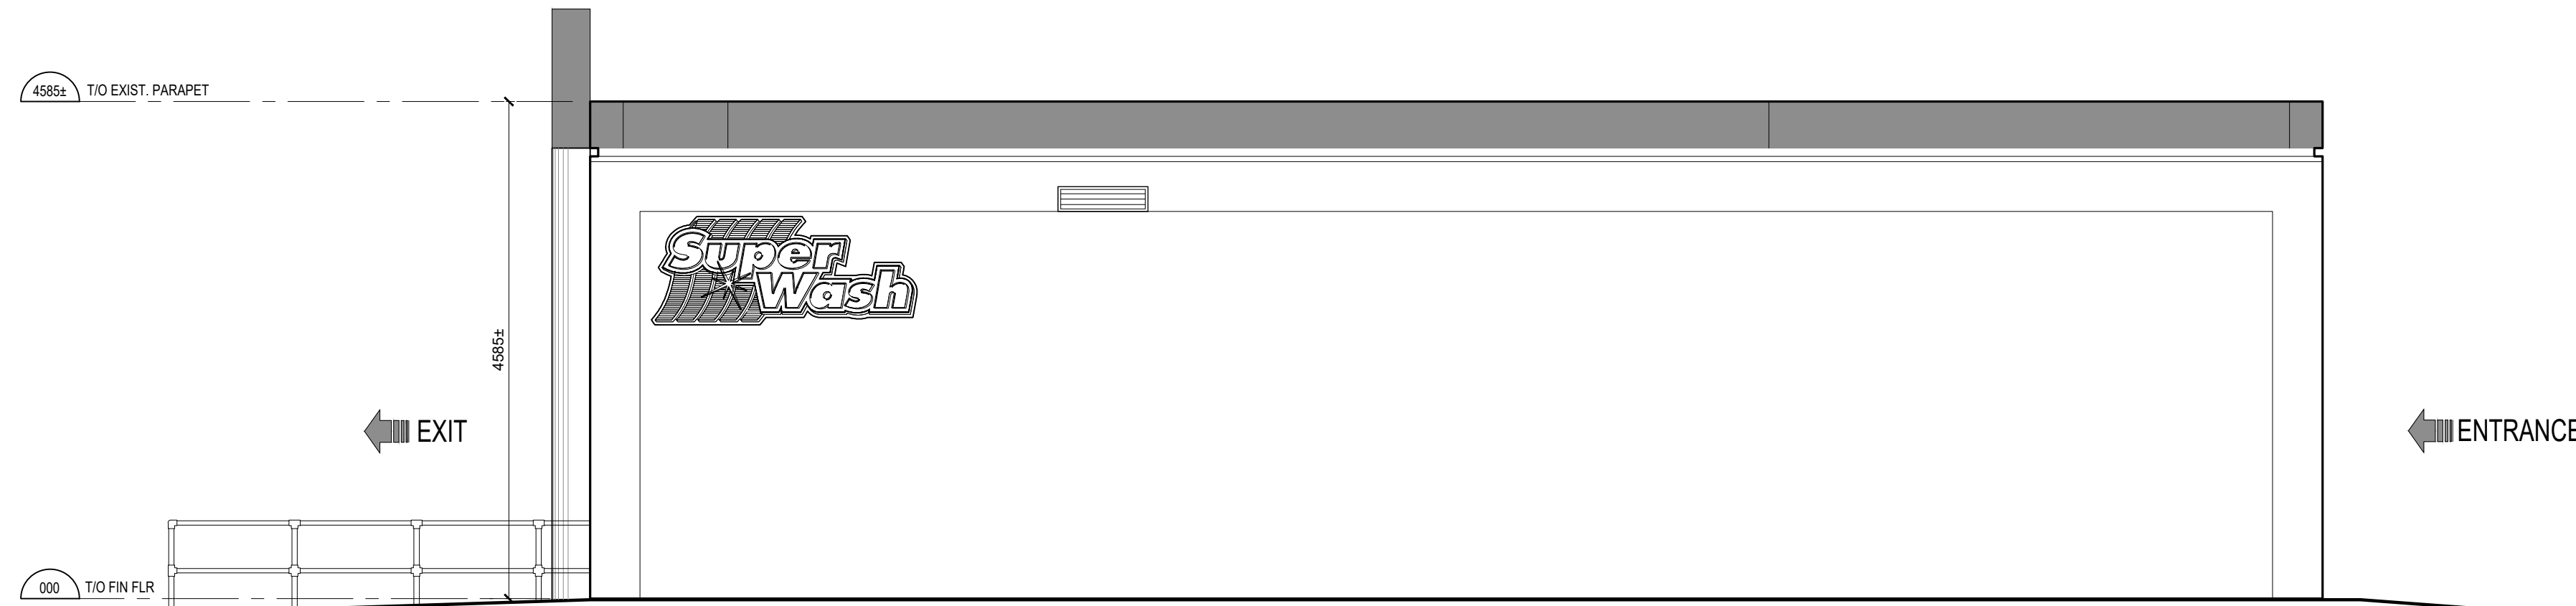 4585± T/O EXIST. PARAPET
Super
Wash
4585±
EXIT
ENTRANCE
000 T/O FIN FLR